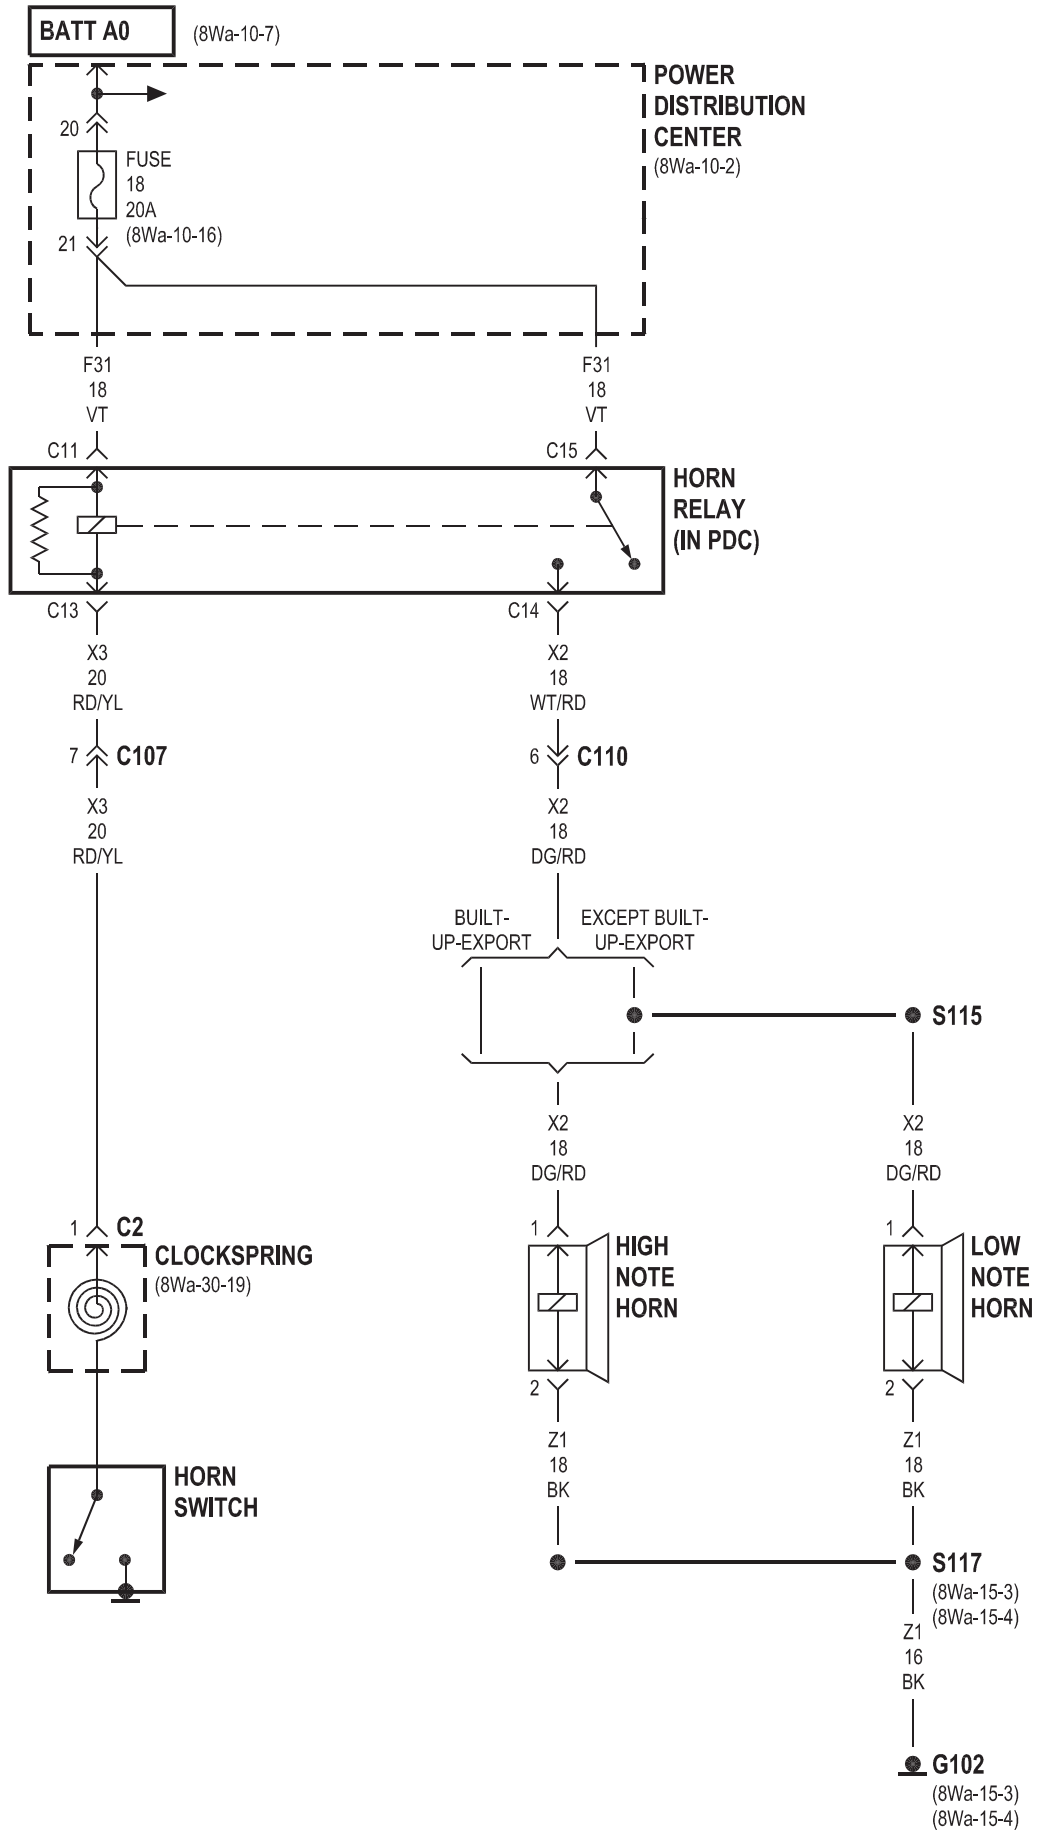 BATT A0
(8Wa-10-7)
POWER
DISTRIBUTION
CENTER
(8Wa-10-2)
20
FUSE
18
20A
(8Wa-10-16)
21
F31
18
VT
F31
18
VT
C11
C15
HORN
RELAY
(IN PDC)
C13
C14
X3
20
RD/YL
X2
18
WT/RD
7
C107
6
C110
X3
20
RD/YL
X2
18
DG/RD
BUILT-
UP-EXPORT
EXCEPT BUILT-
UP-EXPORT
S115
X2
18
DG/RD
X2
18
DG/RD
1
C2
CLOCKSPRING
(8Wa-30-19)
1
HIGH
NOTE
HORN
2
1
LOW
NOTE
HORN
2
Z1
18
BK
Z1
18
BK
HORN
SWITCH
S117
(8Wa-15-3)
(8Wa-15-4)
Z1
16
BK
G102
(8Wa-15-3)
(8Wa-15-4)